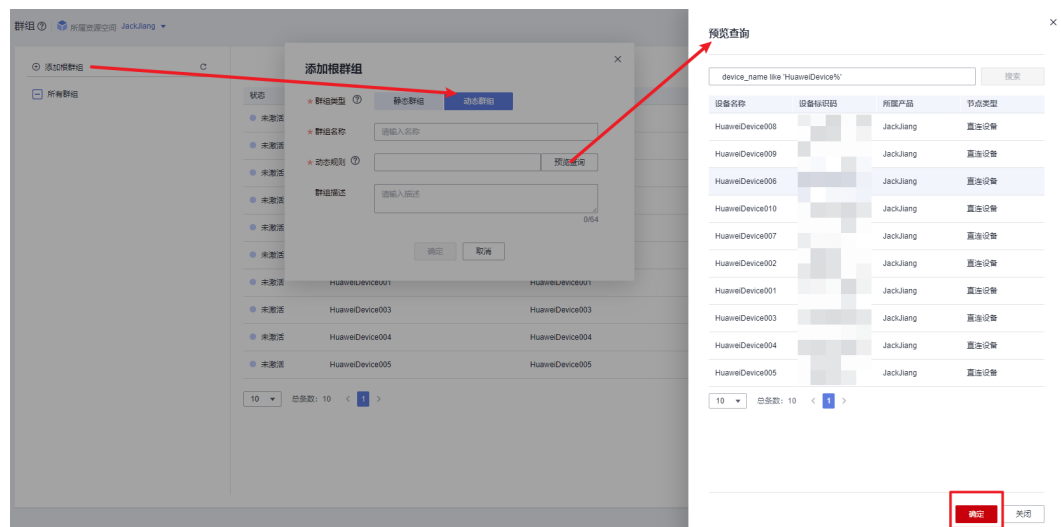 群组 所属资源空间 JackJiang
添加根群组
所有群组
状态
未激活
未激活
未激活
未激活
未激活
未激活
未激活 HuaweiDevice001 HuaweiDevice001
未激活 HuaweiDevice003 HuaweiDevice003
未激活 HuaweiDevice004 HuaweiDevice004
未激活 HuaweiDevice005 HuaweiDevice005
10 总条数: 10 < 1 >
添加根群组 ×
* 群组类型 静态群组 动态群组
* 群组名称 请输入名称
* 动态规则 预览查询
群组描述 请输入描述
0/64
确定 取消
×
预览查询
device_name like 'HuaweiDevice%' 搜索
设备名称 设备标识码 所属产品 节点类型
HuaweiDevice008 JackJiang 直连设备
HuaweiDevice009 JackJiang 直连设备
HuaweiDevice006 JackJiang 直连设备
HuaweiDevice010 JackJiang 直连设备
HuaweiDevice007 JackJiang 直连设备
HuaweiDevice002 JackJiang 直连设备
HuaweiDevice001 JackJiang 直连设备
HuaweiDevice003 JackJiang 直连设备
HuaweiDevice004 JackJiang 直连设备
HuaweiDevice005 JackJiang 直连设备
10 总条数: 10 < 1 >
确定 关闭